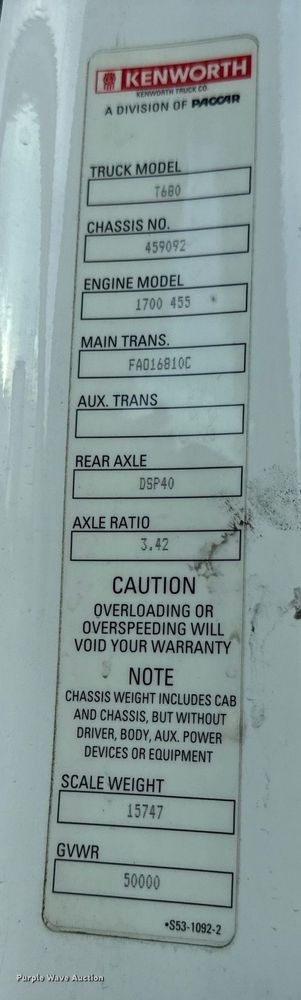 KENWORTH
KENWORTH TRUCK CO.
A DIVISION OF PACCAR
TRUCK MODEL
T680
CHASSIS NO.
459092
ENGINE MODEL
1700 455
MAIN TRANS.
FAO16810C
AUX. TRANS
REAR AXLE
DSP40
AXLE RATIO
3.42
CAUTION
OVERLOADING OR
OVERSPEEDING WILL
VOID YOUR WARRANTY
NOTE
CHASSIS WEIGHT INCLUDES CAB
AND CHASSIS, BUT WITHOUT
DRIVER, BODY, AUX. POWER
DEVICES OR EQUIPMENT
SCALE WEIGHT
15747
GVWR
50000
•S53-1092-2
Purple Wave Auction